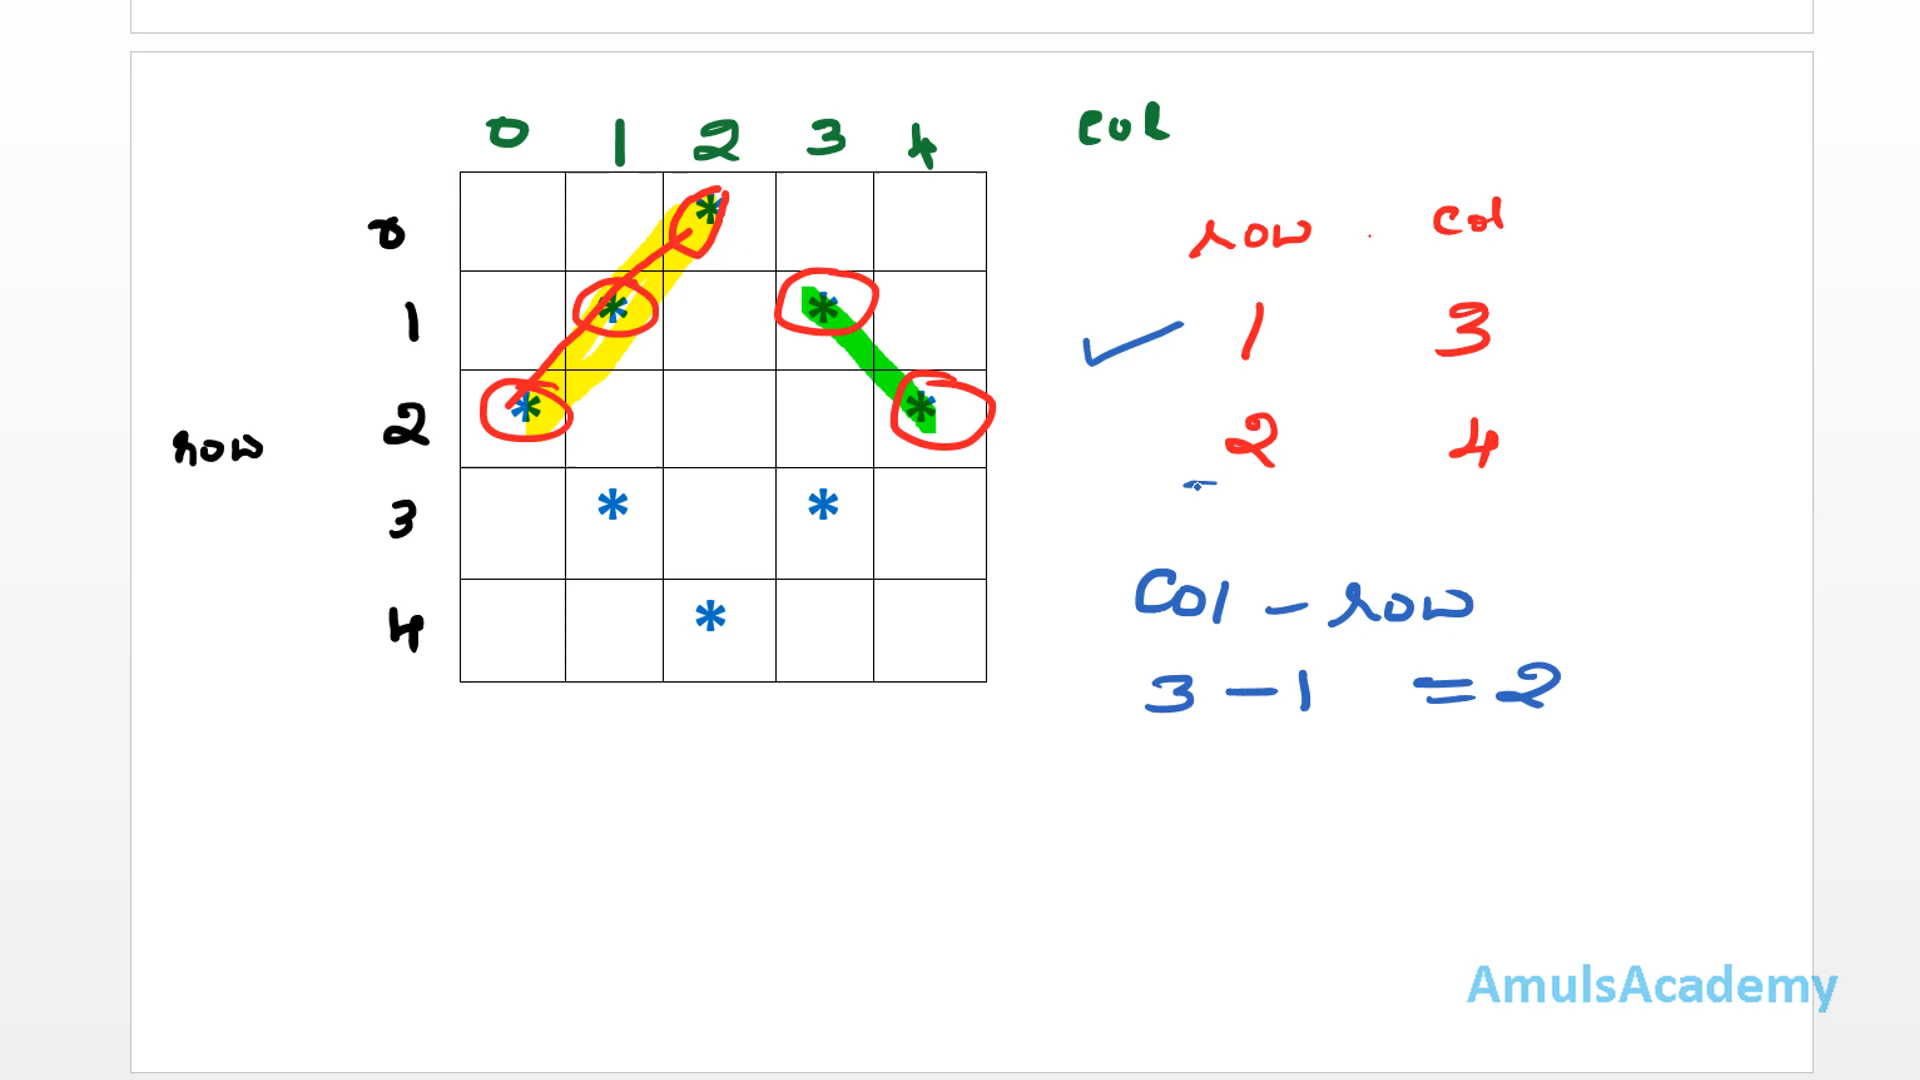 0 1 2 3 4 col
0 *
1 * *
row 2 * *
3 * *
4 *
row col
1 3
2 4
Col - row
3 - 1 = 2
AmulsAcademy